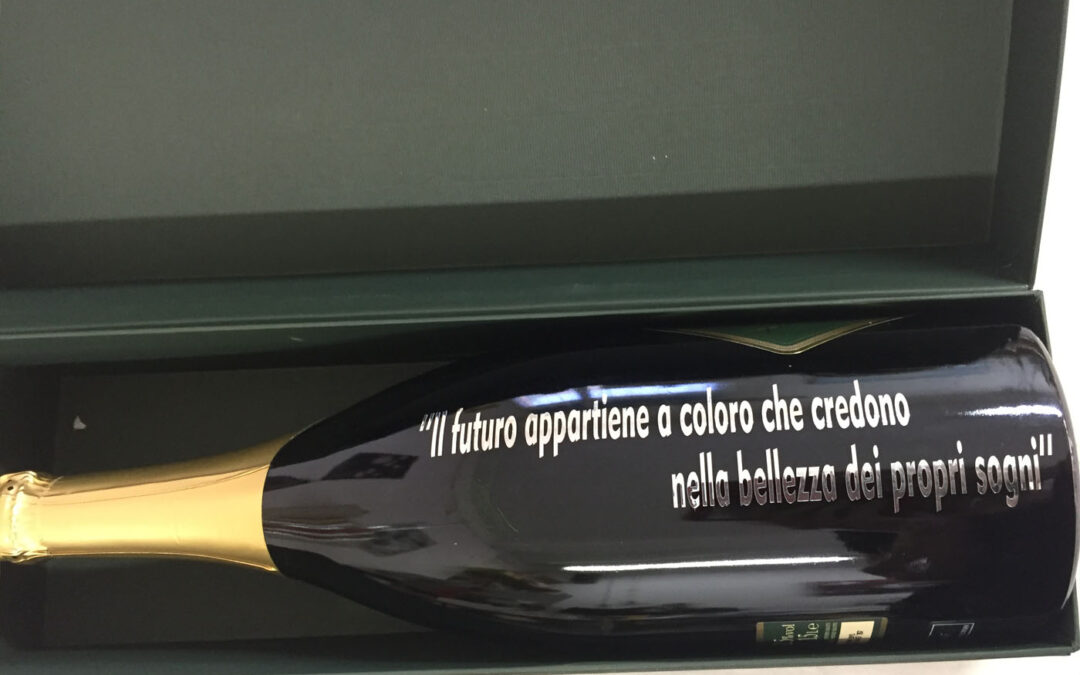 “Il futuro appartiene a coloro che credono
nella bellezza dei propri sogni“